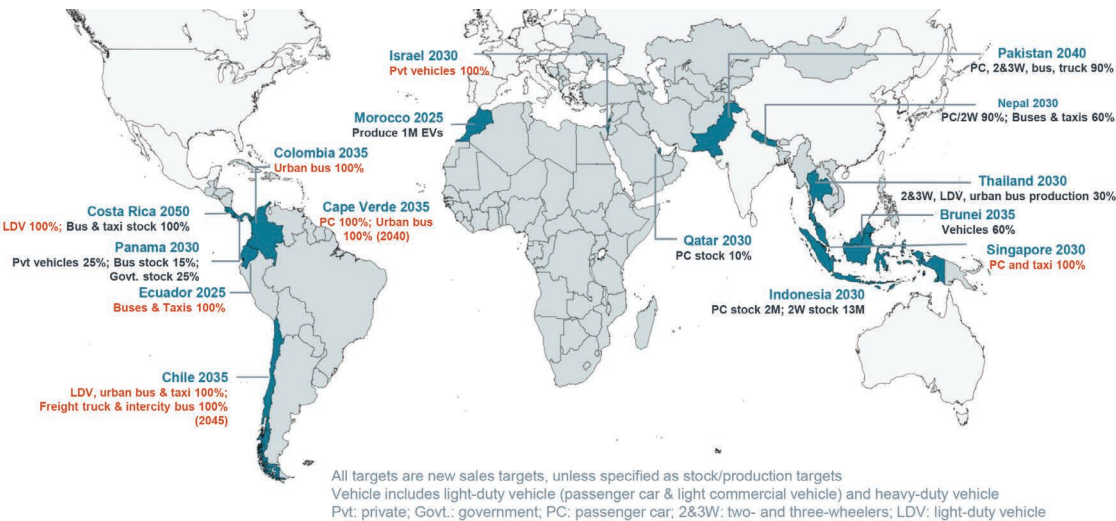 Israel 2030
Pvt vehicles 100%
Pakistan 2040
PC, 2&3W, bus, truck 90%
Morocco 2025
Produce 1M EVs
Nepal 2030
PC/2W 90%; Buses & taxis 60%
Colombia 2035
Urban bus 100%
Thailand 2030
2&3W, LDV, urban bus production 30%
Costa Rica 2050
LDV 100%; Bus & taxi stock 100%
Cape Verde 2035
PC 100%; Urban bus
100% (2040)
Brunei 2035
Vehicles 60%
Panama 2030
Pvt vehicles 25%; Bus stock 15%;
Govt. stock 25%
Qatar 2030
PC stock 10%
Singapore 2030
PC and taxi 100%
Ecuador 2025
Buses & Taxis 100%
Indonesia 2030
PC stock 2M; 2W stock 13M
Chile 2035
LDV, urban bus & taxi 100%;
Freight truck & intercity bus 100%
(2045)
All targets are new sales targets, unless specified as stock/production targets
Vehicle includes light-duty vehicle (passenger car & light commercial vehicle) and heavy-duty vehicle
Pvt: private; Govt.: government; PC: passenger car; 2&3W: two- and three-wheelers; LDV: light-duty vehicle